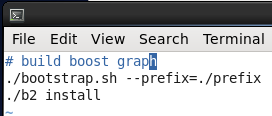 File Edit View Search Terminal
# build boost graph
./bootstrap.sh --prefix=./prefix
./b2 install
~